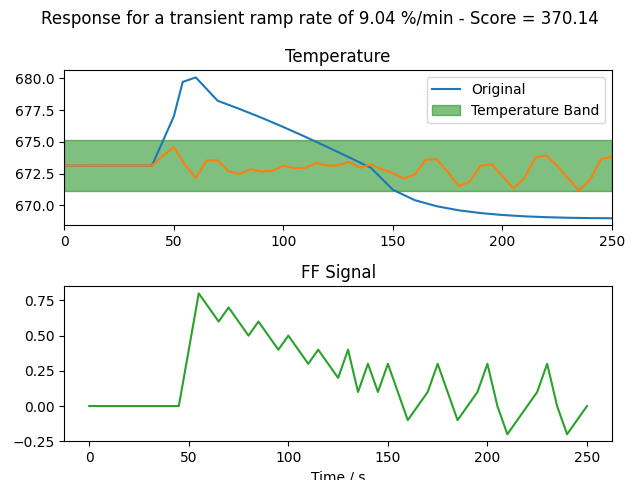 Response for a transient ramp rate of 9.04 %/min - Score = 370.14
Temperature
680.0
677.5
675.0
672.5
670.0
Original
Temperature Band
0 50 100 150 200 250
FF Signal
0.75
0.50
0.25
0.00
−0.25
0 50 100 150 200 250
Time / s